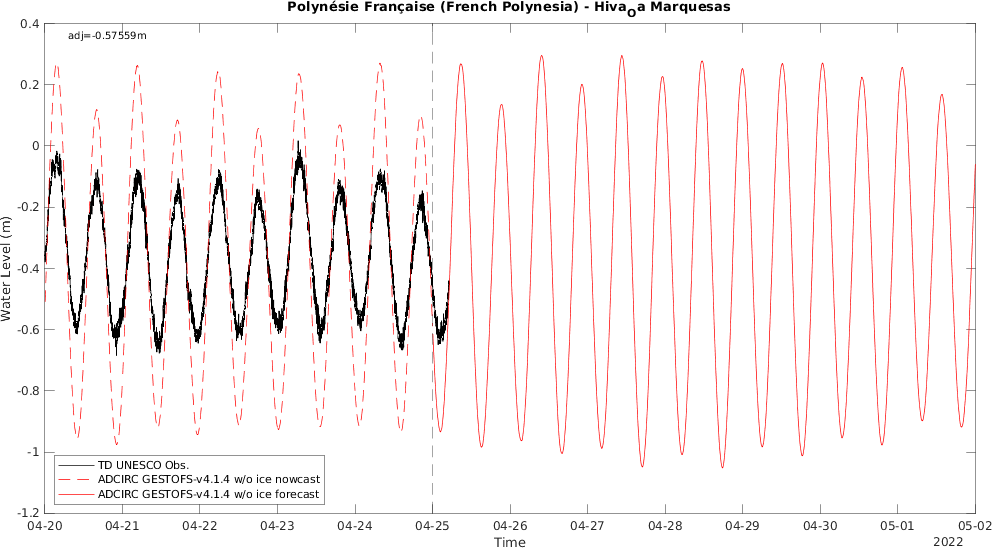 Polynésie Française (French Polynesia) - Hiva_Oa Marquesas
adj=-0.57559m
0.4
0.2
0
-0.2
-0.4
-0.6
-0.8
-1
-1.2
Water Level (m)
TD UNESCO Obs.
ADCIRC GESTOFS-v4.1.4 w/o ice nowcast
ADCIRC GESTOFS-v4.1.4 w/o ice forecast
04-20 04-21 04-22 04-23 04-24 04-25 04-26 04-27 04-28 04-29 04-30 05-01 05-02
Time
2022